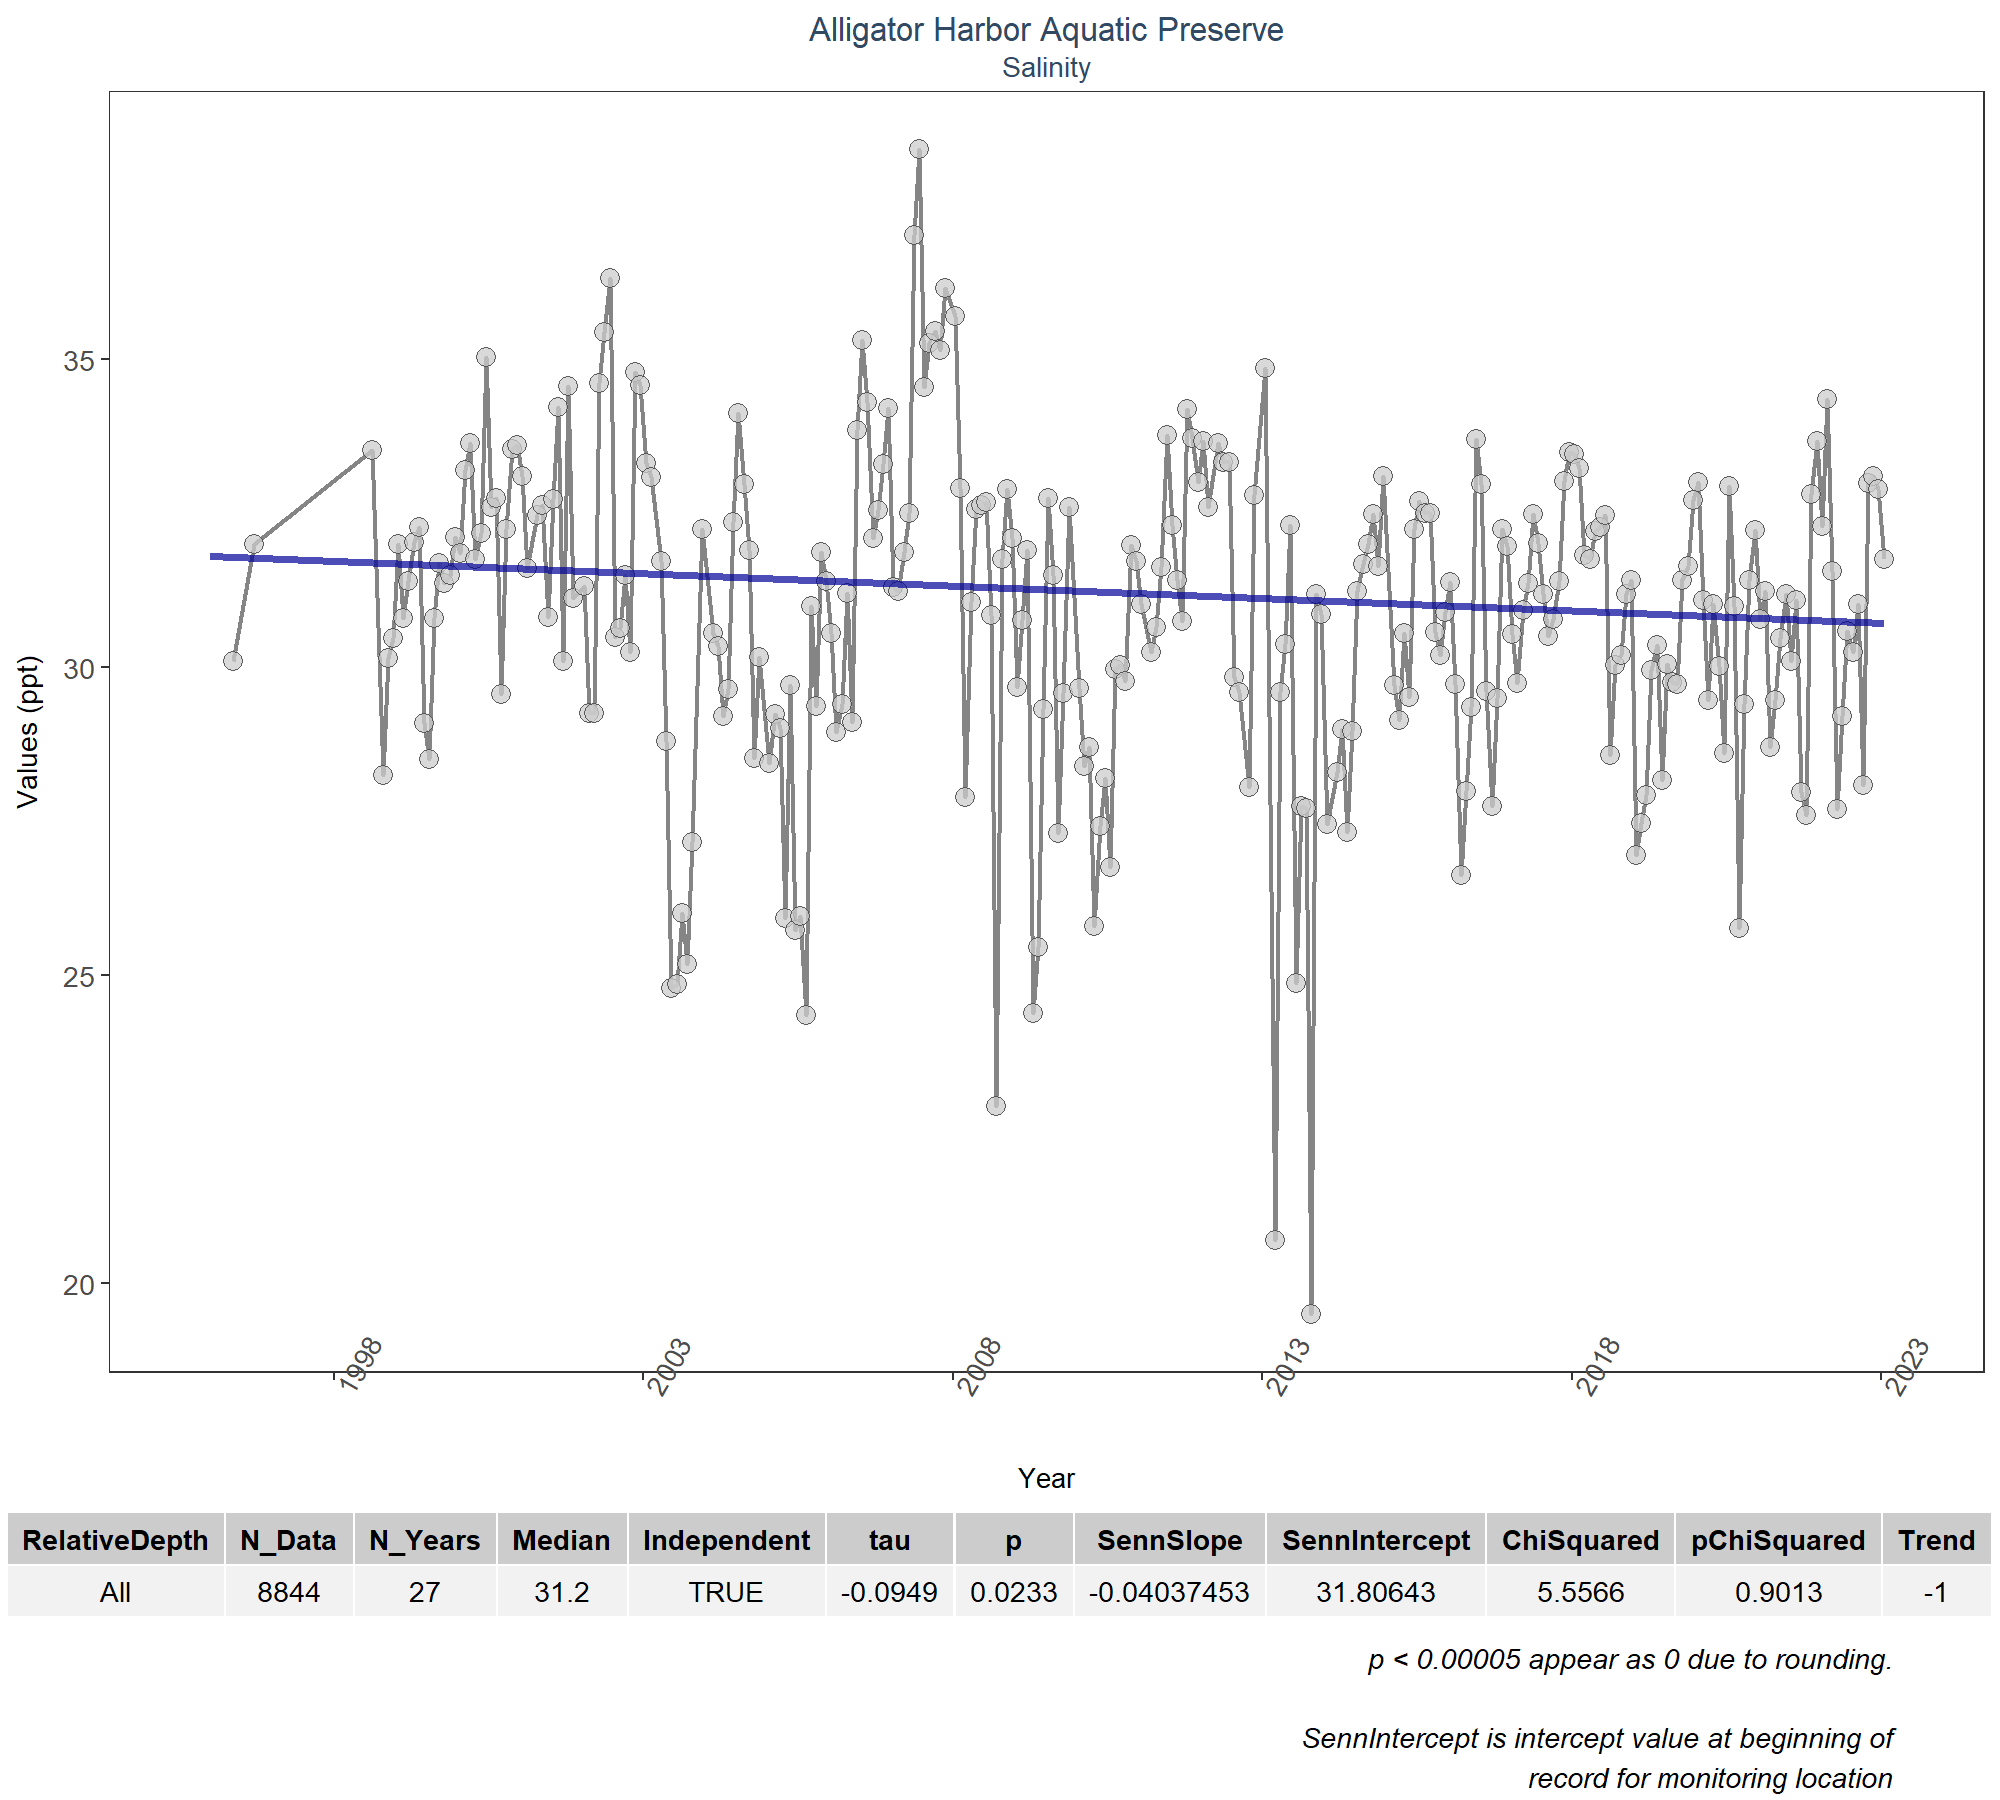 Alligator Harbor Aquatic Preserve
Salinity
Values (ppt)
35
30
25
20
1998 2003 2008 2013 2018 2023
Year
RelativeDepth N_Data N_Years Median Independent tau p SennSlope SennIntercept ChiSquared pChiSquared Trend
All 8844 27 31.2 TRUE -0.0949 0.0233 -0.04037453 31.80643 5.5566 0.9013 -1
p < 0.00005 appear as 0 due to rounding.
SennIntercept is intercept value at beginning of
record for monitoring location